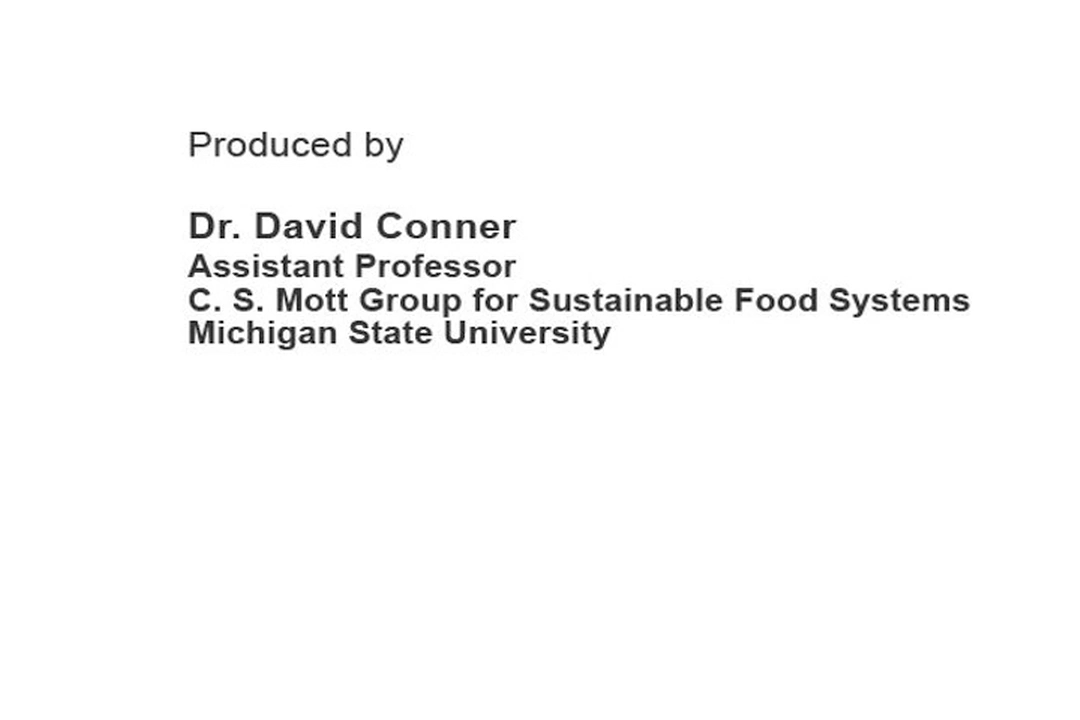 Produced by
Dr. David Conner
Assistant Professor
C. S. Mott Group for Sustainable Food Systems
Michigan State University